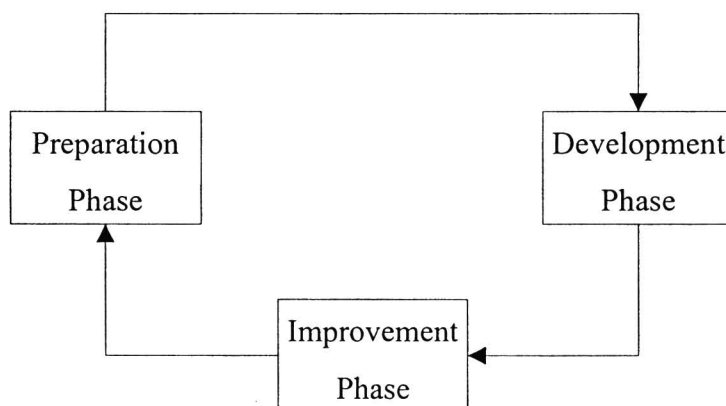 Preparation
Phase
Development
Phase
Improvement
Phase